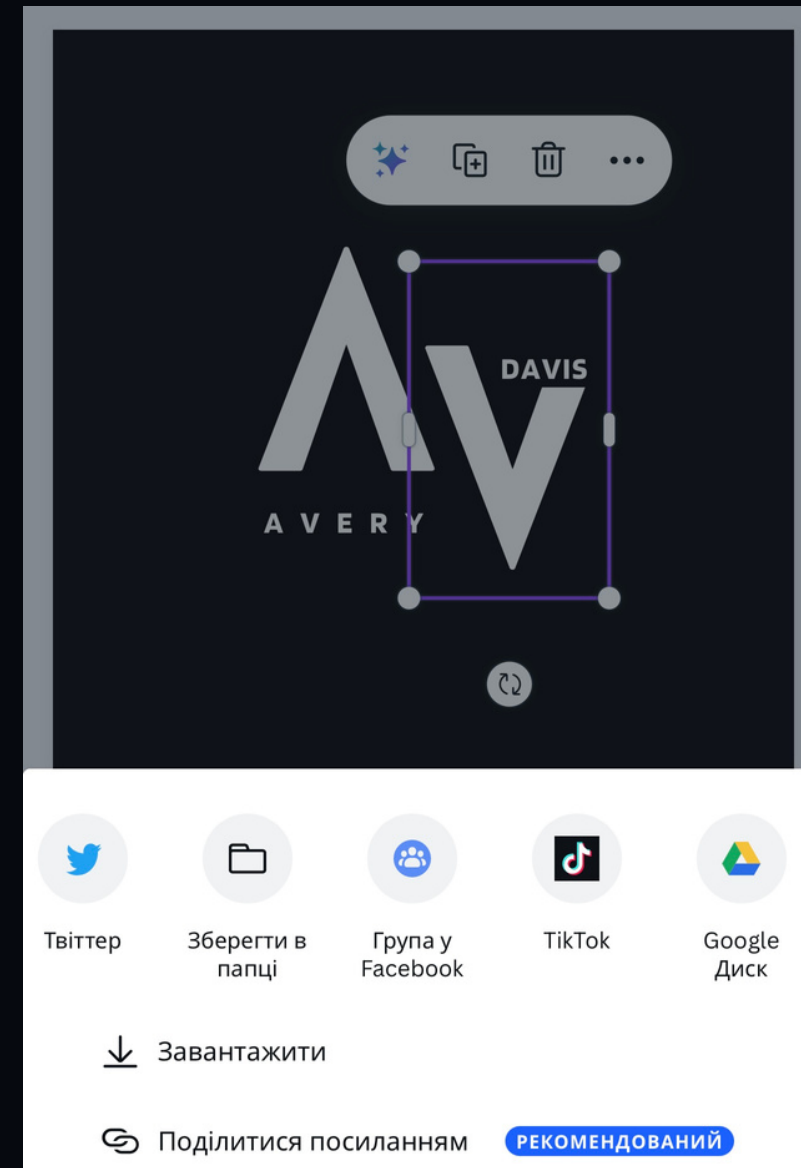 DAVIS
AVERY
Твіттер
Зберегти в
папці
Група у
Facebook
TikTok
Google
Диск
Завантажити
Поділитися посиланням
РЕКОМЕНДОВАНИЙ